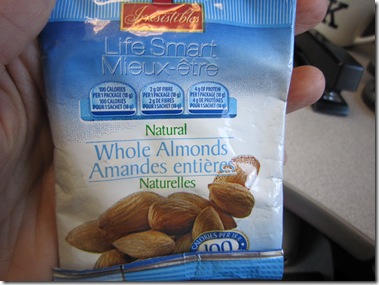 Irresistibles
Life Smart
Mieux-être
100 CALORIES
PER 1 PACKAGE (18 g)
100 CALORIES
POUR 1 SACHET (18 g)
2 g OF FIBRE
PER 1 PACKAGE (18 g)
2 g DE FIBRES
POUR 1 SACHET (18 g)
4 g OF PROTEIN
PER 1 PACKAGE (18 g)
4 g DE PROTÉINES
POUR 1 SACHET (18 g)
Natural
Whole Almonds
Amandes entières
Naturelles
CALORIES PER
100